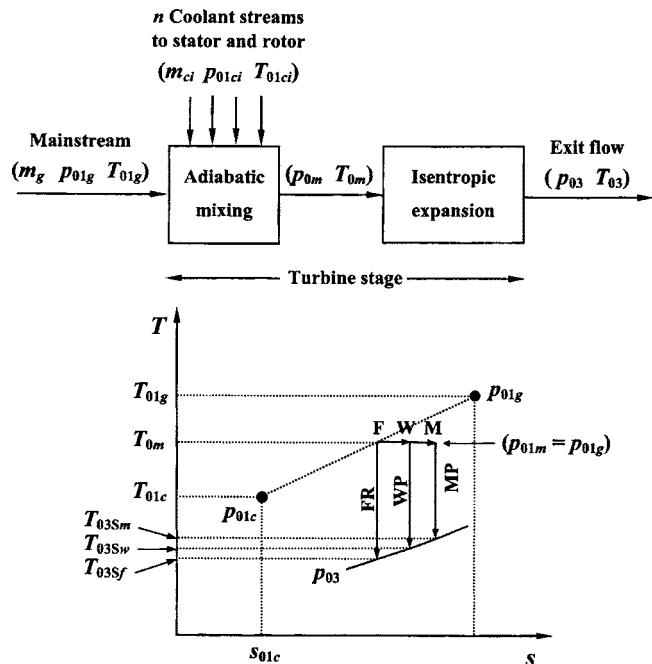 n Coolant streams
to stator and rotor
(m_ci p_01ci T_01ci)
Mainstream
(m_g p_01g T_01g)
Adiabatic
mixing
(p_0m T_0m)
Isentropic
expansion
Exit flow
(p_03 T_03)
Turbine stage
T
T_01g
p_01g
F W M
T_0m
(p_01m = p_01g)
T_01c
p_01c
FR
WP
MP
T_03Sm
T_03Sw
T_03Sf
p_03
s_01c
s